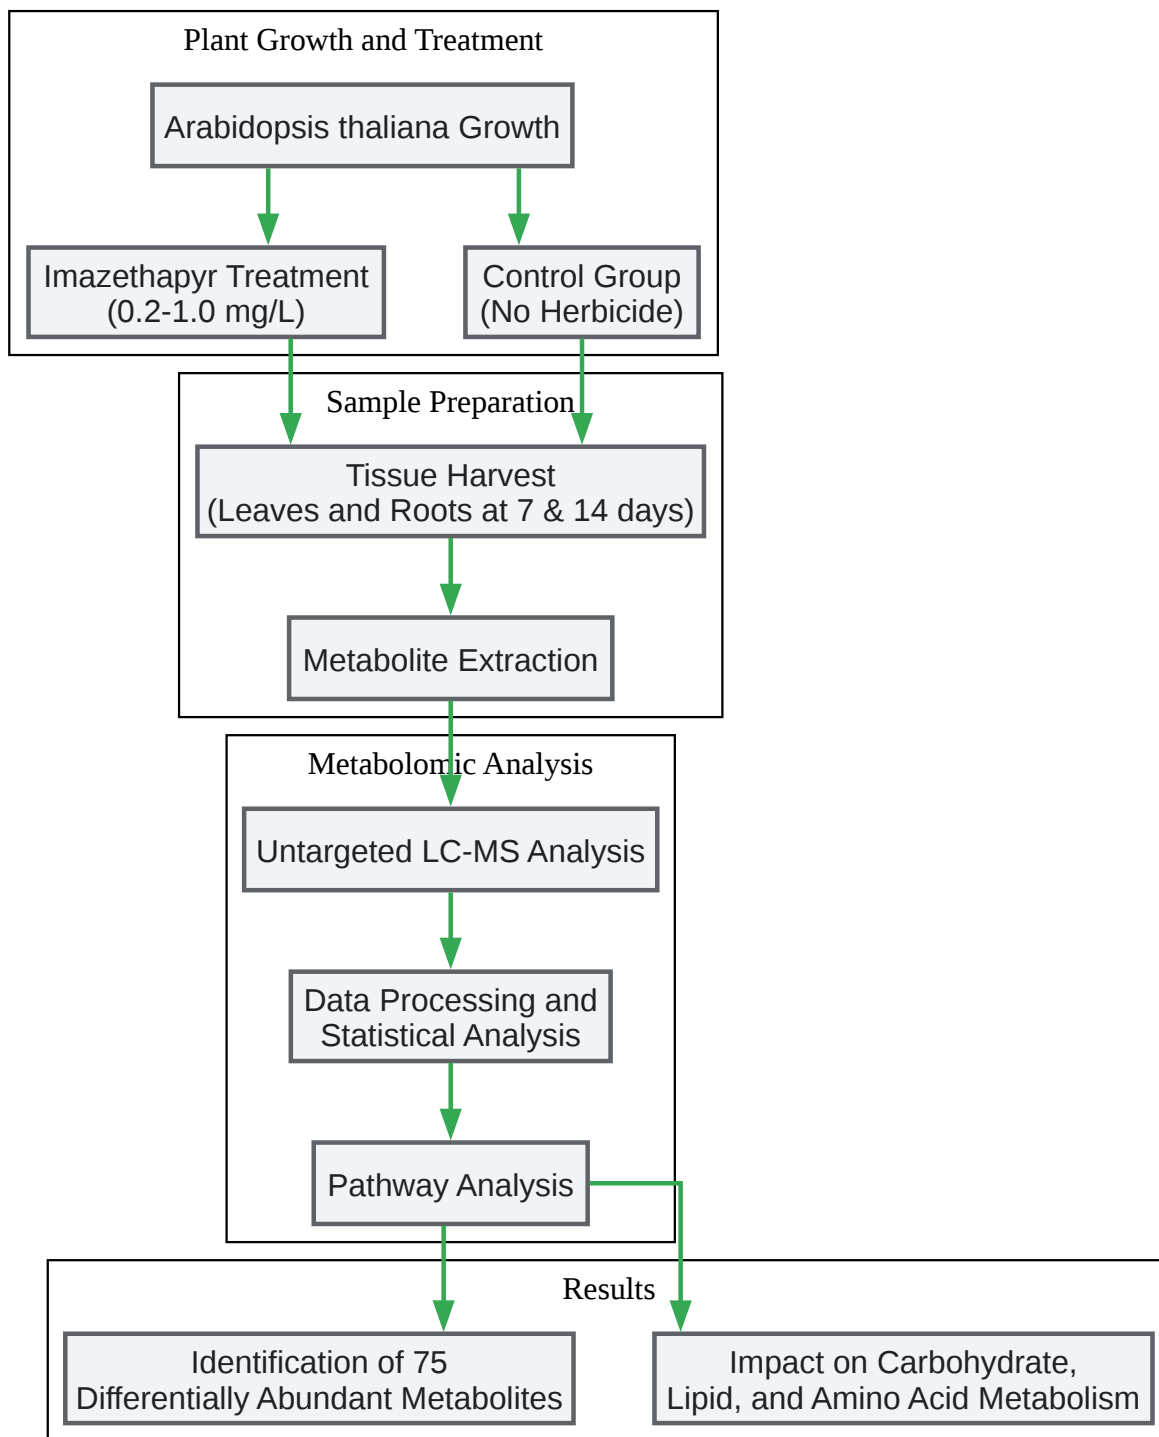 Plant Growth and Treatment
Arabidopsis thaliana Growth
Imazethapyr Treatment
(0.2-1.0 mg/L)
Control Group
(No Herbicide)
Sample Preparation
Tissue Harvest
(Leaves and Roots at 7 & 14 days)
Metabolite Extraction
Metabolomic Analysis
Untargeted LC-MS Analysis
Data Processing and
Statistical Analysis
Pathway Analysis
Results
Identification of 75
Differentially Abundant Metabolites
Impact on Carbohydrate,
Lipid, and Amino Acid Metabolism